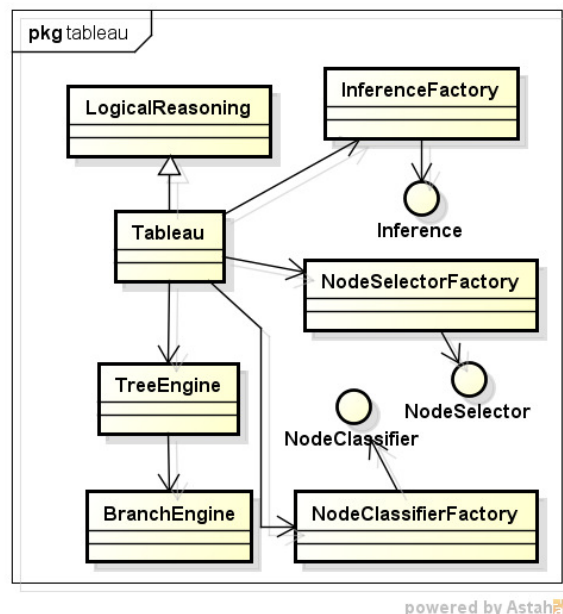 pkg tableau
LogicalReasoning
InferenceFactory
Inference
Tableau
NodeSelectorFactory
TreeEngine
NodeSelector
NodeClassifier
BranchEngine
NodeClassifierFactory
powered by Astah